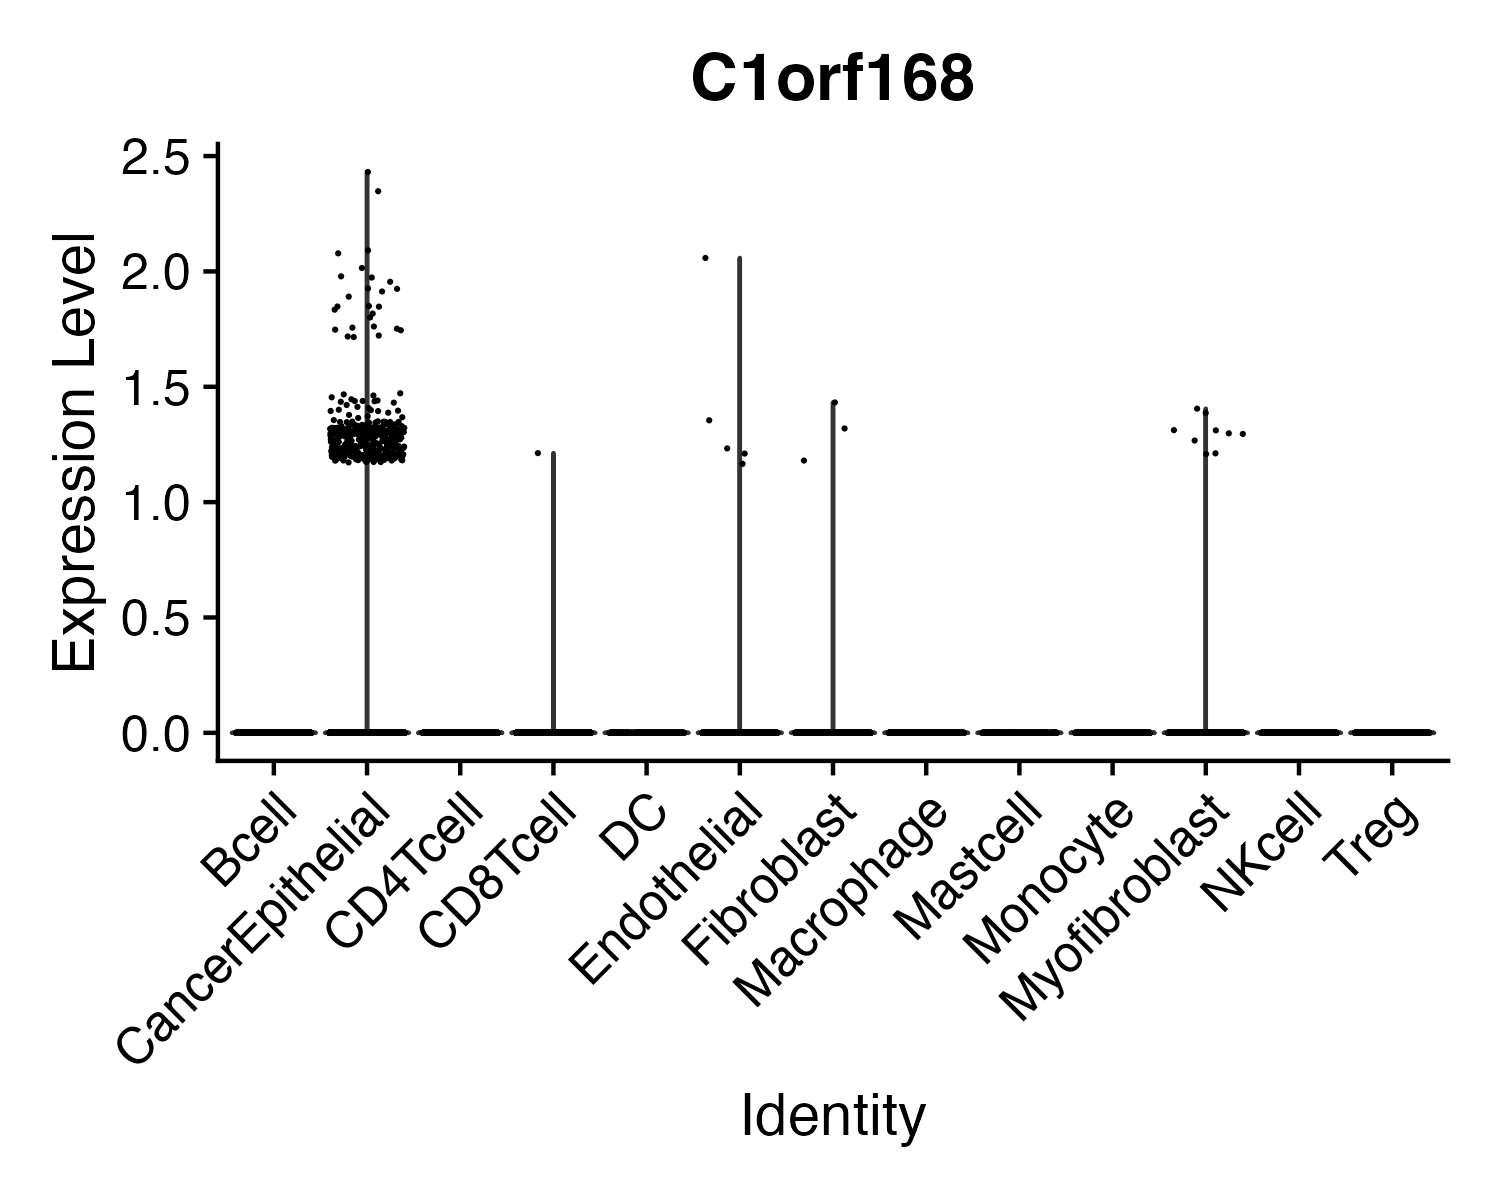 C1orf168
Expression Level
2.5
2.0
1.5
1.0
0.5
0.0
Bcell
CancerEpithelial
CD4Tcell
CD8Tcell
DC
Endothelial
Fibroblast
Macrophage
Mastcell
Monocyte
Myofibroblast
NKcell
Treg
Identity